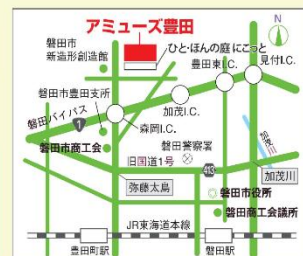 アミューズ豊田
N
磐田市
新造形創造館
ひと・ほんの庭にこっと
豊田東I.C.
見付I.C.
磐田市豊田支所
加茂I.C.
磐田バイパス
1
森岡I.C.
磐田市商工会
磐田警察署
旧国道1号
413
加茂川
弥藤太島
磐田市役所
磐田商工会議所
JR東海道本線
豊田町駅
磐田駅